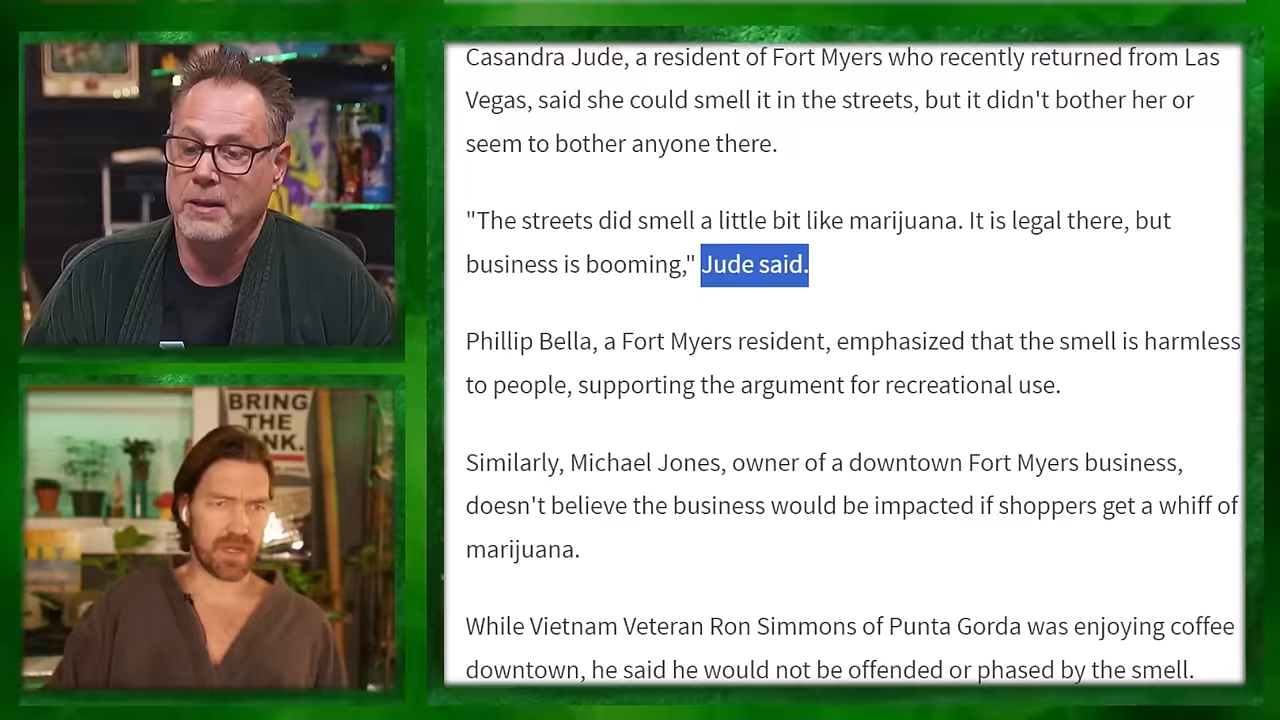 Casandra Jude, a resident of Fort Myers who recently returned from Las
Vegas, said she could smell it in the streets, but it didn't bother her or
seem to bother anyone there.
"The streets did smell a little bit like marijuana. It is legal there, but
business is booming," Jude said.
Phillip Bella, a Fort Myers resident, emphasized that the smell is harmless
to people, supporting the argument for recreational use.
Similarly, Michael Jones, owner of a downtown Fort Myers business,
doesn't believe the business would be impacted if shoppers get a whiff of
marijuana.
While Vietnam Veteran Ron Simmons of Punta Gorda was enjoying coffee
downtown, he said he would not be offended or phased by the smell.
BRING
THE